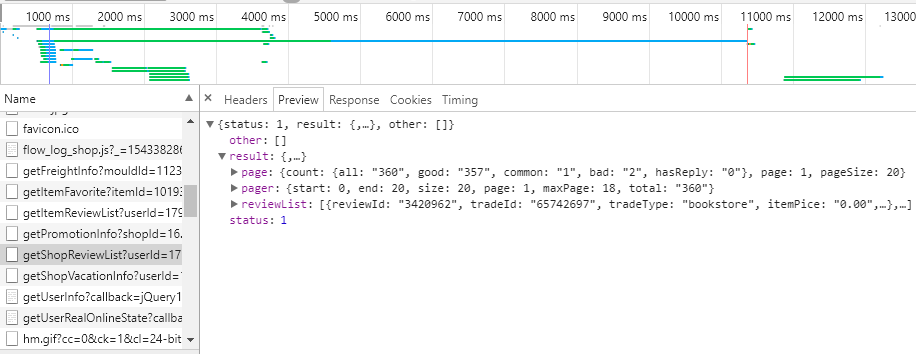 1000 ms 2000 ms 3000 ms 4000 ms 5000 ms 6000 ms 7000 ms 8000 ms 9000 ms 10000 ms 11000 ms 12000 ms 13000
Name
favicon.ico
flow_log_shop.js?_=154338286
getFreightInfo?mouldId=1123
getItemFavorite?itemId=10193
getItemReviewList?userId=179
getPromotionInfo?shopId=16.
getShopReviewList?userId=17
getShopVacationInfo?userId=
getUserInfo?callback=jQuery1
getUserRealOnlineState?callba
hm.gif?cc=0&ck=1&cl=24-bit
× Headers Preview Response Cookies Timing
▼{status: 1, result: {,…}, other: []}
other: []
▼result: {,…}
▶page: {count: {all: "360", good: "357", common: "1", bad: "2", hasReply: "0"}, page: 1, pageSize: 20}
▶pager: {start: 0, end: 20, size: 20, page: 1, maxPage: 18, total: "360"}
▶reviewList: [{reviewId: "3420962", tradeId: "65742697", tradeType: "bookstore", itemPice: "0.00",…},…]
status: 1